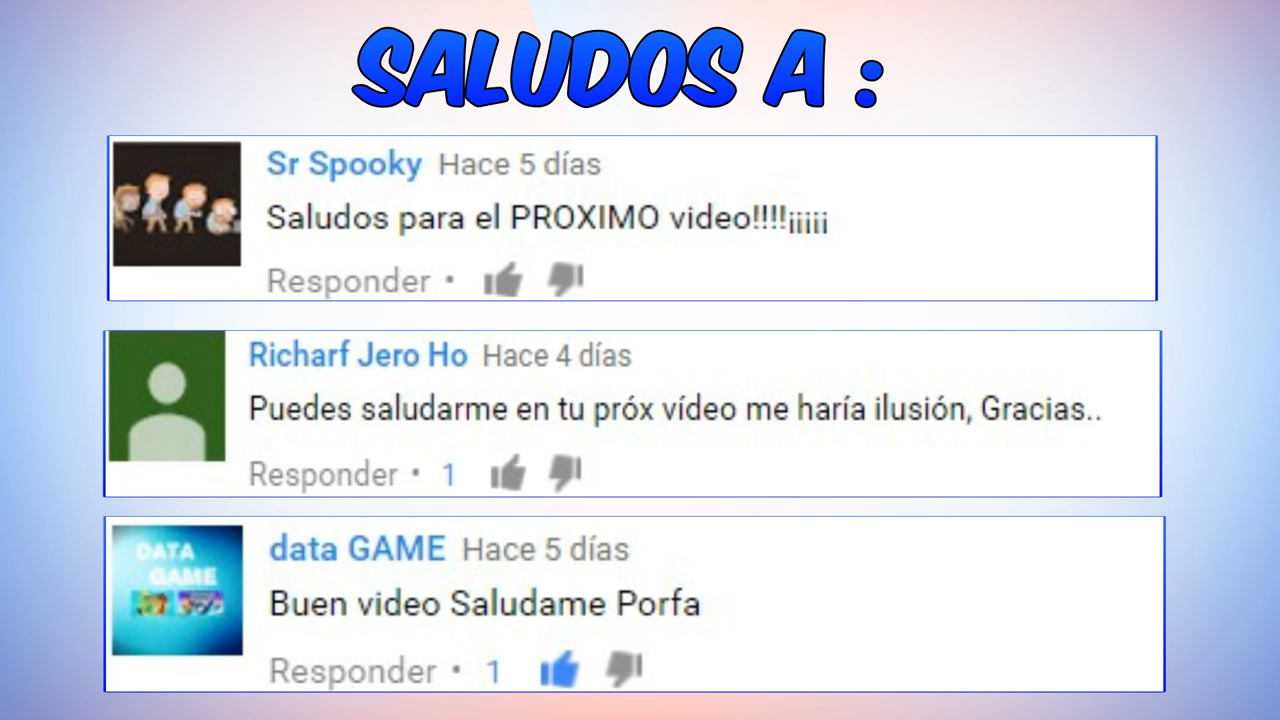 SALUDOS A :
Sr Spooky Hace 5 días
Saludos para el PROXIMO video!!!!¡¡¡¡¡
Responder •
Richarf Jero Ho Hace 4 días
Puedes saludarme en tu próx vídeo me haría ilusión, Gracias..
Responder • 1
DATA
GAME
data GAME Hace 5 días
Buen video Saludame Porfa
Responder • 1